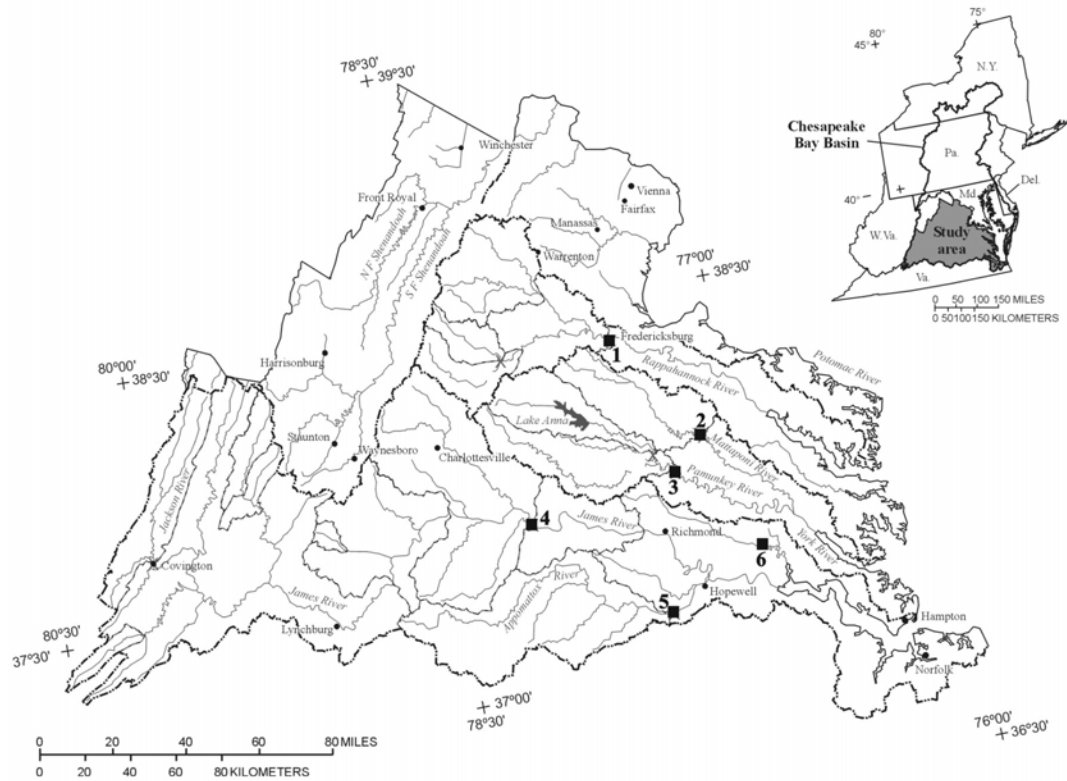 75°
80°
45°
N.Y.
78°30'
39°30'
Chesapeake
Bay Basin
Pa.
Winchester
Vienna
Front Royal
Fairfax
Md.
Del.
40°
Manassas
N F Shenandoah
S F Shenandoah
Warrenton
W.Va.
Study
area
77°00'
38°30'
Va.
0 50 100 150 MILES
0 50 100 150 KILOMETERS
Fredericksburg
1
Harrisonburg
80°00'
38°30'
Rappahannock River
Potomac River
Lake Anna
2
Staunton
Waynesboro
Charlottesville
Mattaponi River
3
Pamunkey River
Jackson River
4
James River
Richmond
6
York River
Covington
James River
Appomattox River
5
Hopewell
Lynchburg
Hampton
80°30'
37°30'
Norfolk
37°00'
78°30'
76°00'
36°30'
0 20 40 60 80 MILES
0 20 40 60 80 KILOMETERS